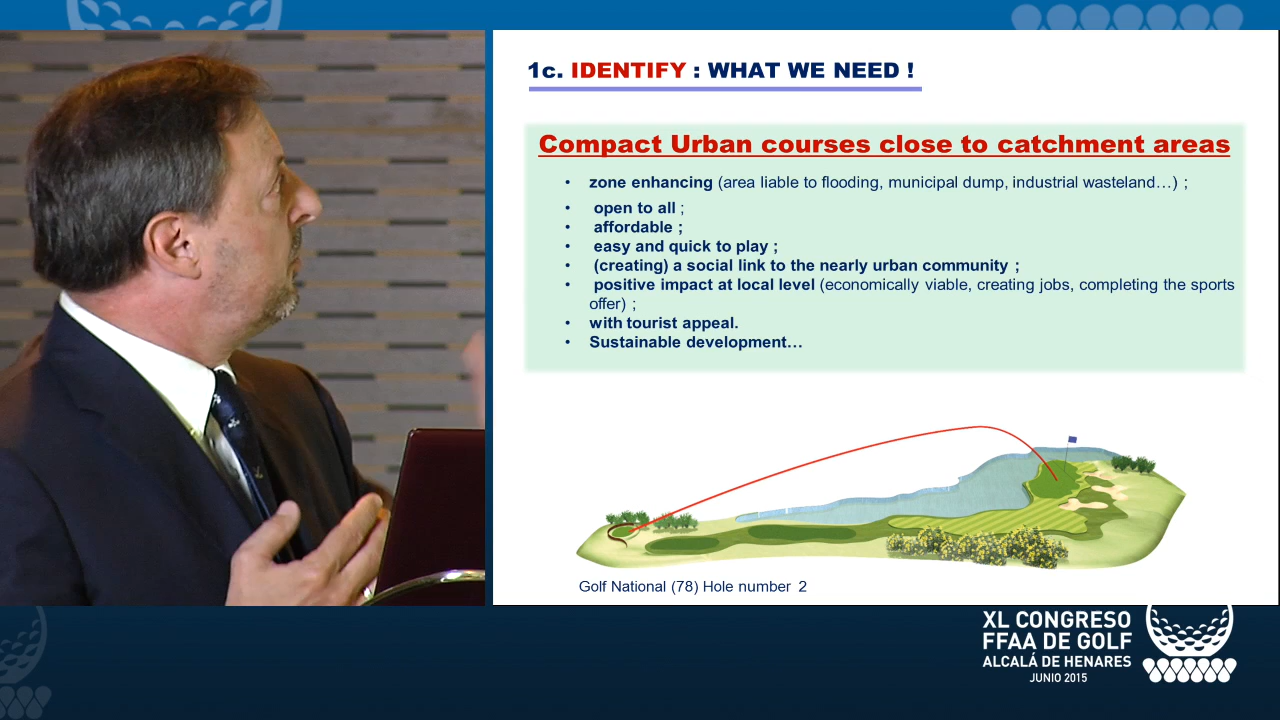 1c. IDENTIFY : WHAT WE NEED !
Compact Urban courses close to catchment areas
• zone enhancing (area liable to flooding, municipal dump, industrial wasteland…) ;
• open to all ;
• affordable ;
• easy and quick to play ;
• (creating) a social link to the nearly urban community ;
• positive impact at local level (economically viable, creating jobs, completing the sports
offer) ;
• with tourist appeal.
• Sustainable development…
Golf National (78) Hole number 2
XL CONGRESO
FFAA DE GOLF
ALCALÁ DE HENARES
JUNIO 2015